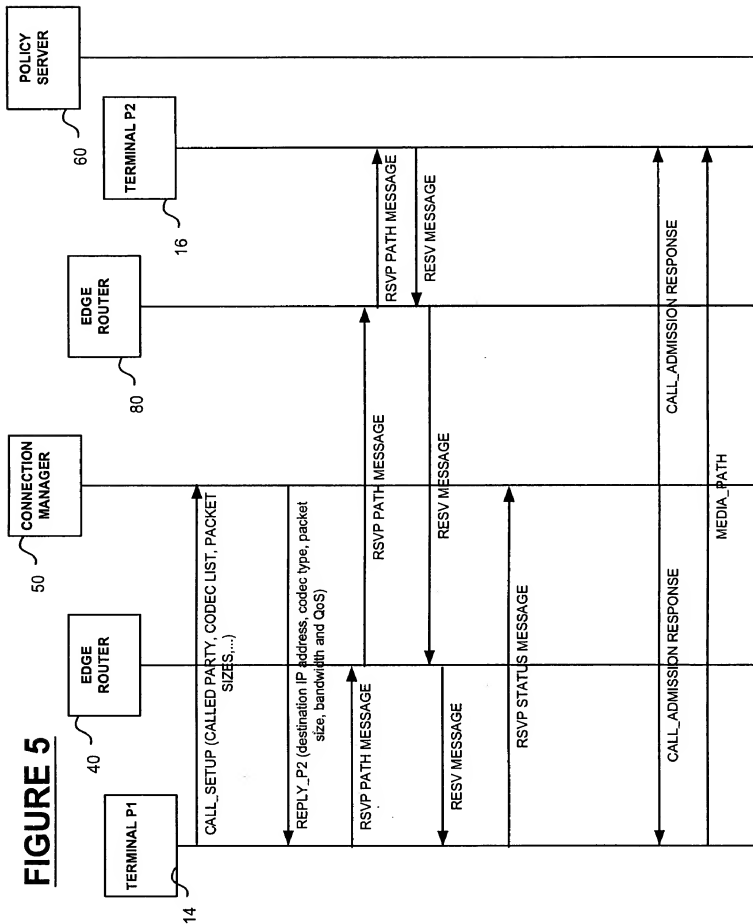 FIGURE 5
TERMINAL P1
14
EDGE
ROUTER
40
CONNECTION
MANAGER
50
EDGE
ROUTER
80
TERMINAL P2
16
POLICY
SERVER
60
CALL_SETUP (CALLED PARTY, CODEC LIST, PACKET
SIZES,...)
REPLY_P2 (destination IP address, codec type, packet
size, bandwidth and QoS)
RSVP PATH MESSAGE
RSVP PATH MESSAGE
RSVP PATH MESSAGE
RESV MESSAGE
RESV MESSAGE
RESV MESSAGE
RSVP STATUS MESSAGE
CALL_ADMISSION RESPONSE
CALL_ADMISSION RESPONSE
MEDIA_PATH